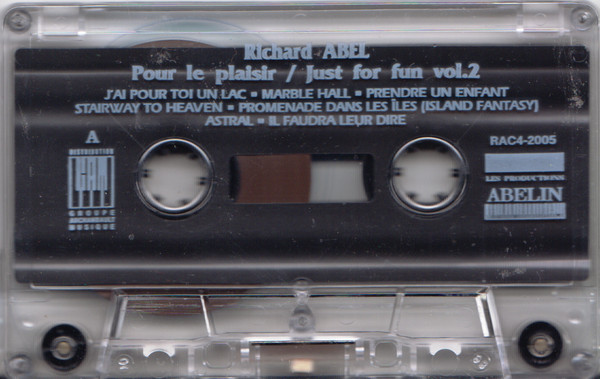 Richard ABEL
Pour le plaisir / Just for fun vol.2
J'AI POUR TOI UN LAC ▪ MARBLE HALL ▪ PRENDRE UN ENFANT
STAIRWAY TO HEAVEN ▪ PROMENADE DANS LES ÎLES (ISLAND FANTASY)
ASTRAL ▪ IL FAUDRA LEUR DIRE
A
RAC4-2005
DISTRIBUTION
GAM
GROUPE
ARCHAMBAULT
MUSIQUE
LES PRODUCTIONS
ABELIN